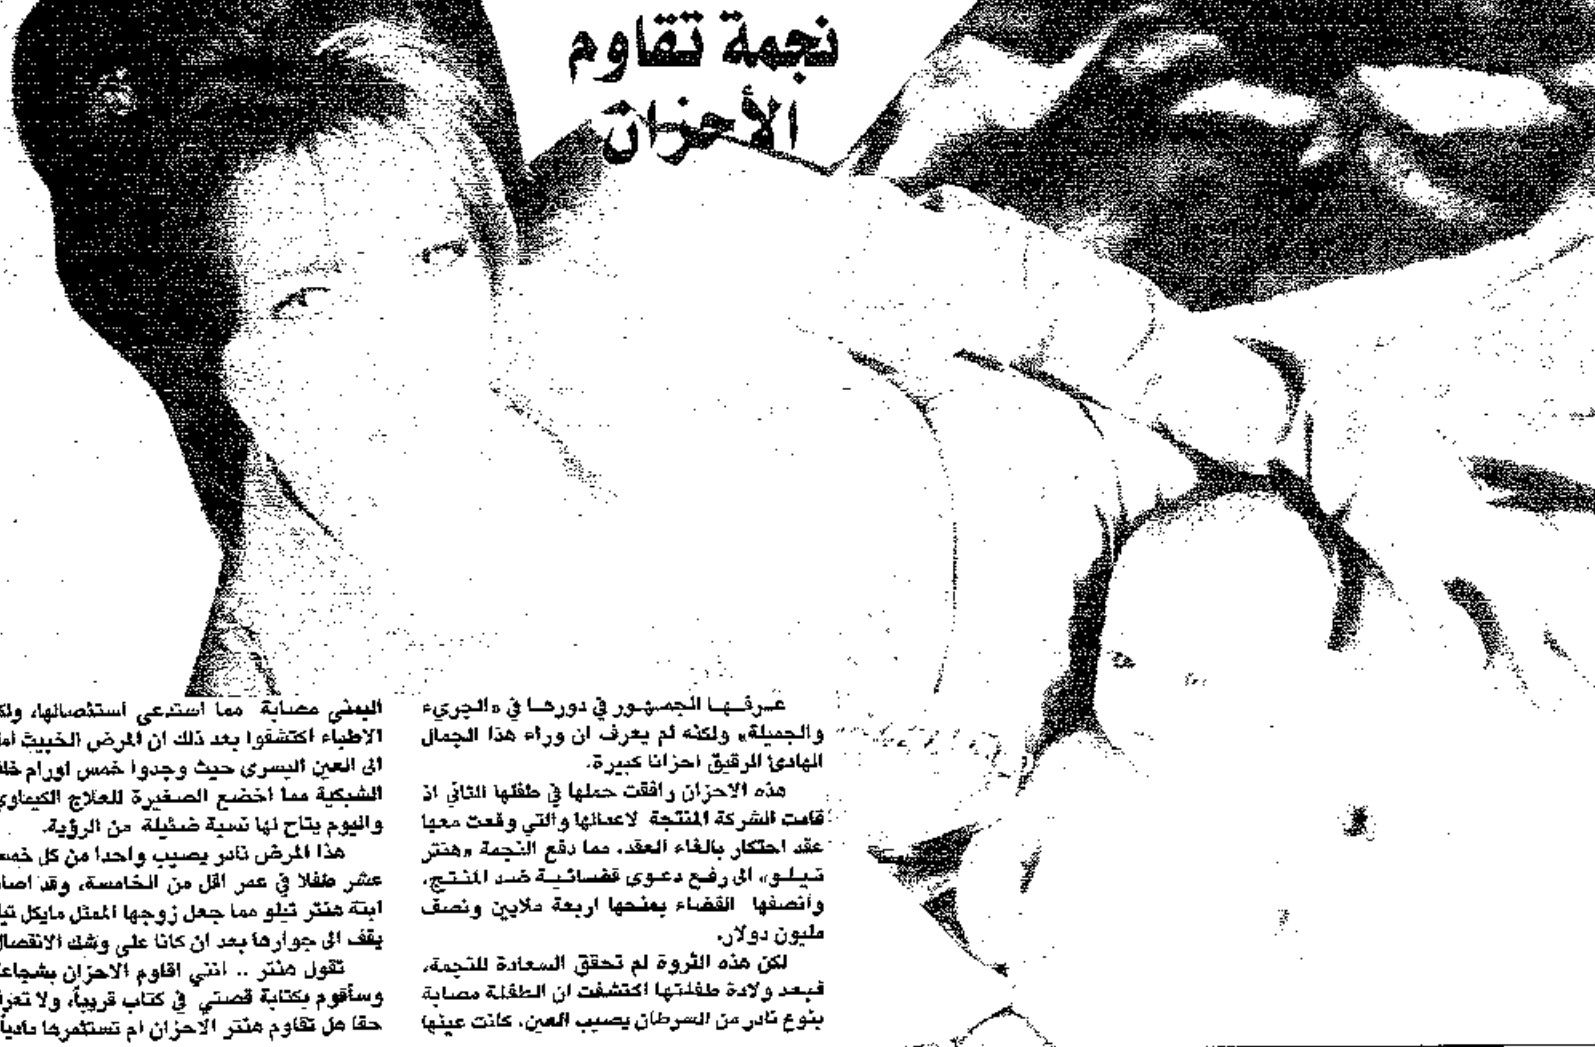 نجمة تقاوم
الأحزان
عرفها الجمهور في دورها في «الجريء
والجميلة» ولكنه لم يعرف ان وراء هذا الجمال
الهادئ الرقيق احزانا كبيرة.
هذه الاحزان رافقت حملها في طفلها الثاني اذ
قامت الشركة المنتجة لاعمالها والتي وقعت معها
عقد احتكار بالغاء العقد، مما دفع النجمة «هنتر
تيلو» الى رفع دعوى قضائية ضد المنتج،
وأنصفها القضاء بمنحها اربعة ملايين ونصف
مليون دولار.
لكن هذه الثروة لم تحقق السعادة للنجمة،
فبعد ولادة طفلتها اكتشفت ان الطفلة مصابة
بنوع نادر من السرطان يصيب العين، كانت عينها
اليمنى مصابة مما استدعى استئصالها،
الاطباء اكتشفوا بعد ذلك ان المرض الخبيث
الى العين اليسرى حيث وجدوا خمس اورام
الشبكية مما اخضع الصغيرة للعلاج الكيماوي
واليوم يتاح لها نسبة ضئيلة من الرؤية.
هذا المرض نادر يصيب واحدا من كل
عشر طفلا في عمر اقل من الخامسة، وقد
ابنة هنتر تيلو مما جعل زوجها الممثل مايكل
يقف الى جوارها بعد ان كانا على وشك الانفصال
تقول هنتر .. انني اقاوم الاحزان
وسأقوم بكتابة قصتي في كتاب قريباً، ولا
حقا هل تقاوم هنتر الاحزان ام تستثمرها مادياً